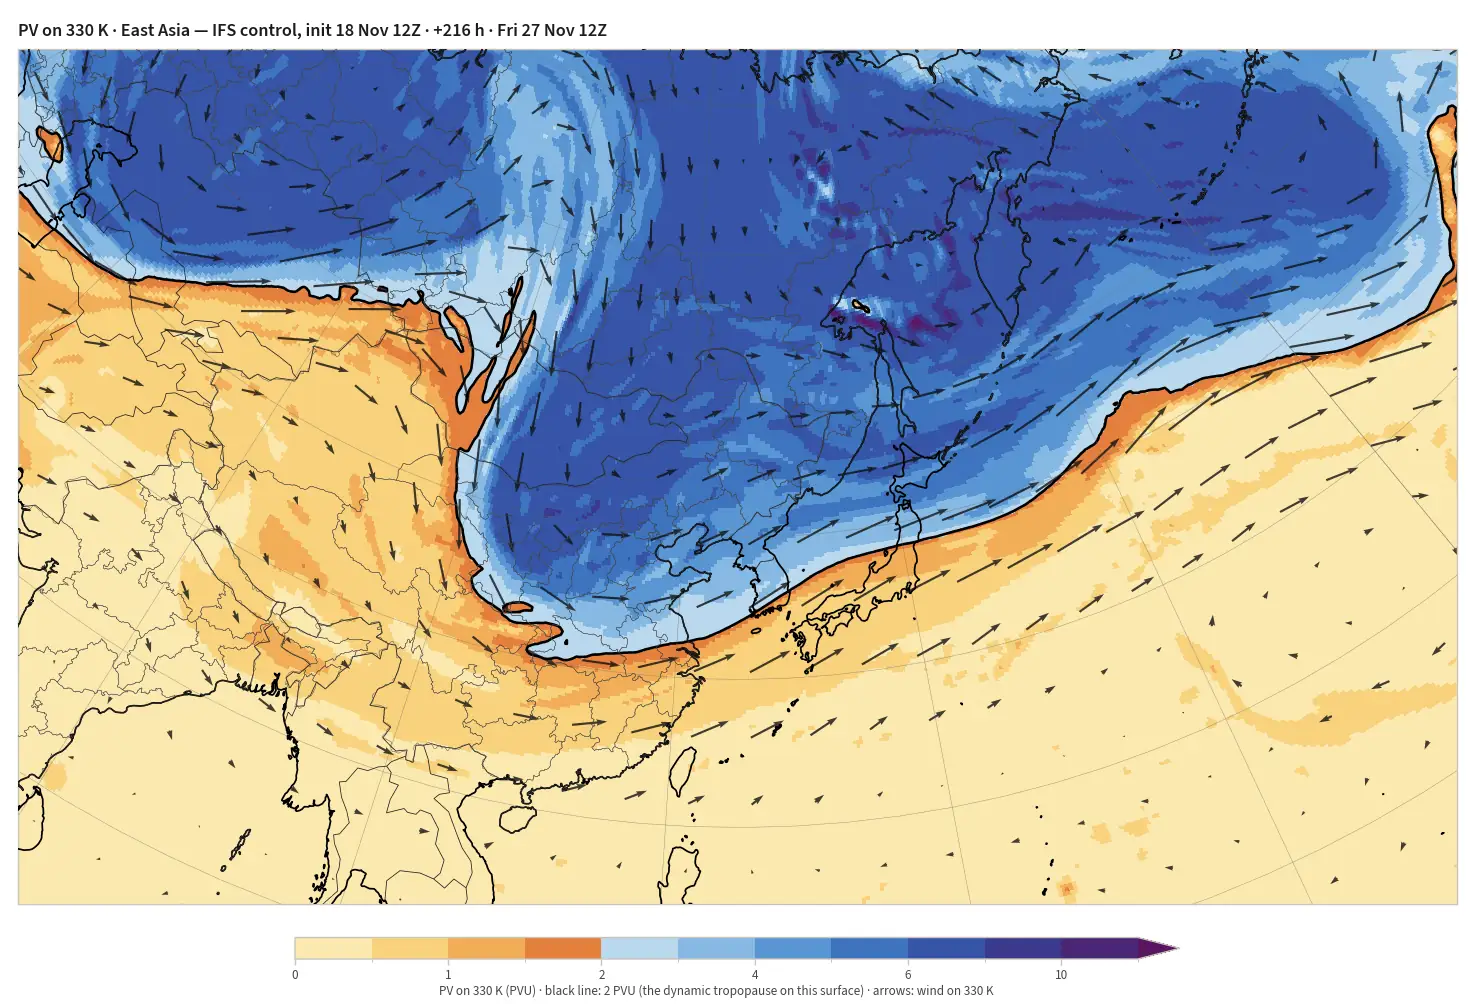 PV on 330 K · East Asia — IFS control, init 18 Nov 12Z · +216 h · Fri 27 Nov 12Z
0 1 2 4 6 10
PV on 330 K (PVU) · black line: 2 PVU (the dynamic tropopause on this surface) · arrows: wind on 330 K